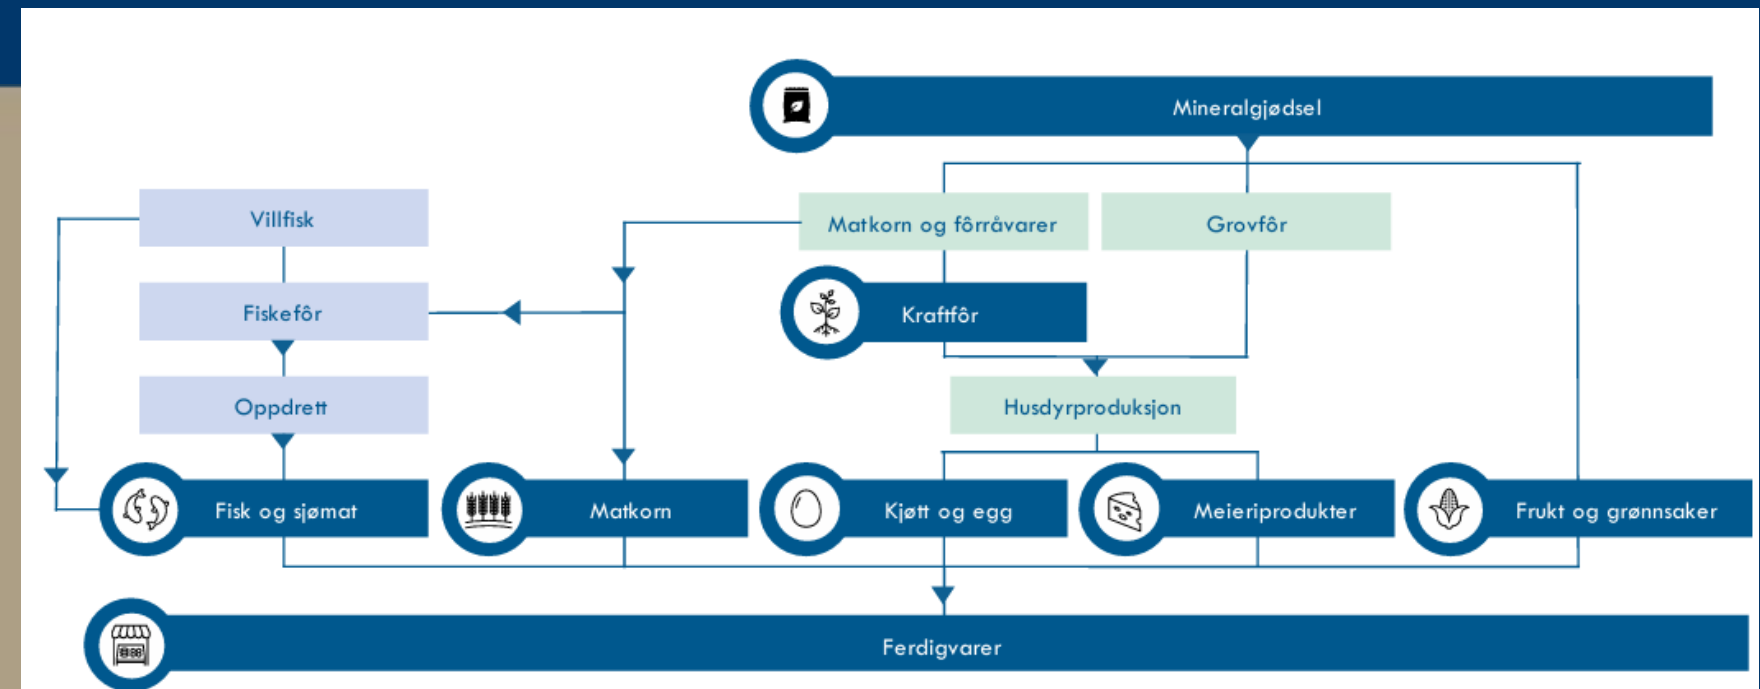 Mineralgjødsel
Villfisk
Matkorn og fôrråvarer
Grovfôr
Fiskefôr
Kraftfôr
Oppdrett
Husdyrproduksjon
Fisk og sjømat
Matkorn
Kjøtt og egg
Meieriprodukter
Frukt og grønnsaker
Ferdigvarer